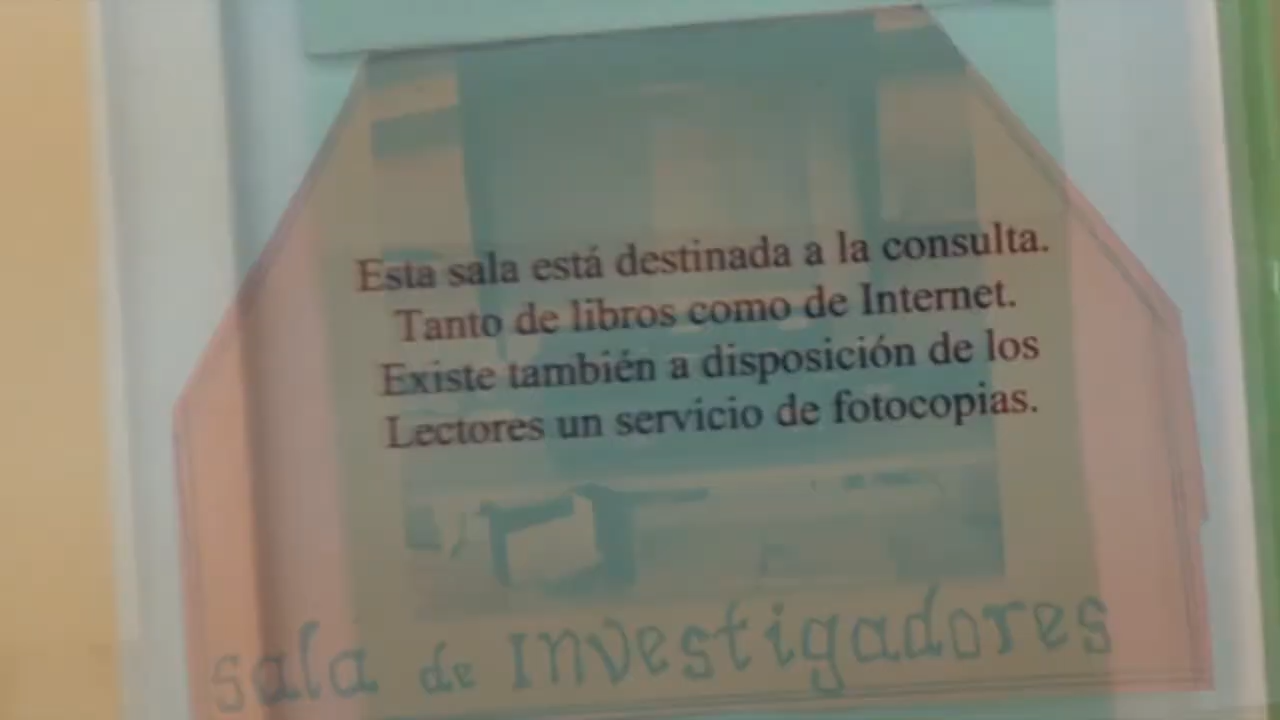 Esta sala está destinada a la consulta.
Tanto de libros como de Internet.
Existe también a disposición de los
Lectores un servicio de fotocopias.
sala de Investigadores